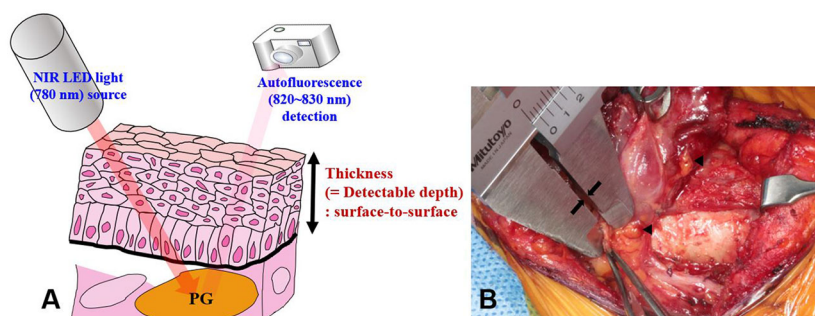 NIR LED light
(780 nm) source
Autofluorescence
(820~830 nm)
detection
Thickness
(= Detectable depth)
: surface-to-surface
PG
A
0 1 2
0
Mitutoyo
B